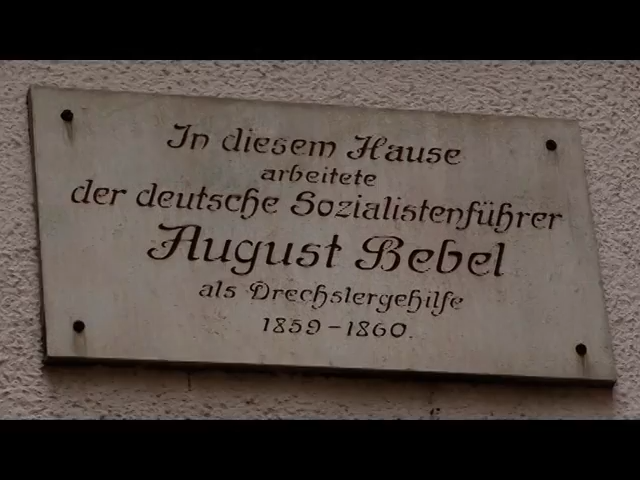 In diesem Hause
arbeitete
der deutsche Sozialistenführer
August Bebel
als Drechslergehilfe
1859-1860.